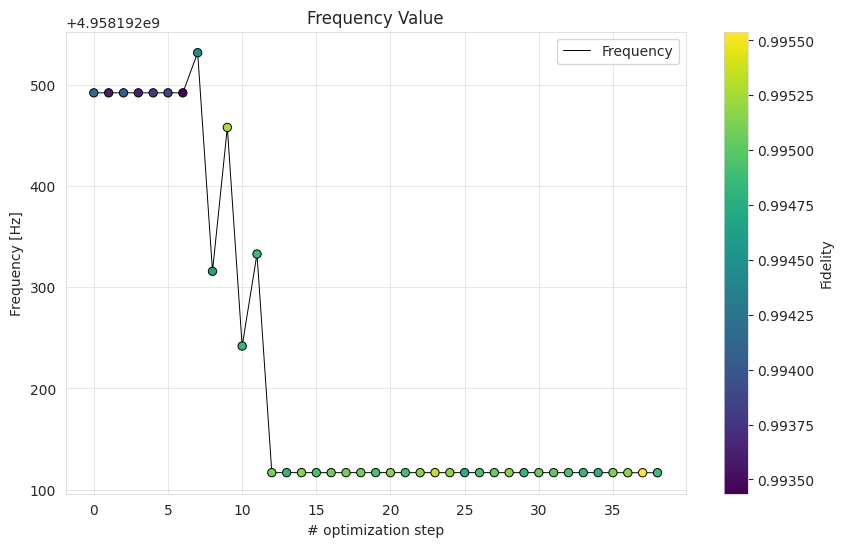 Frequency Value
+4.958192e9
Frequency
500
400
300
200
100
Frequency [Hz]
0 5 10 15 20 25 30 35
# optimization step
0.99550
0.99525
0.99500
0.99475
0.99450
0.99425
0.99400
0.99375
0.99350
Fidelity